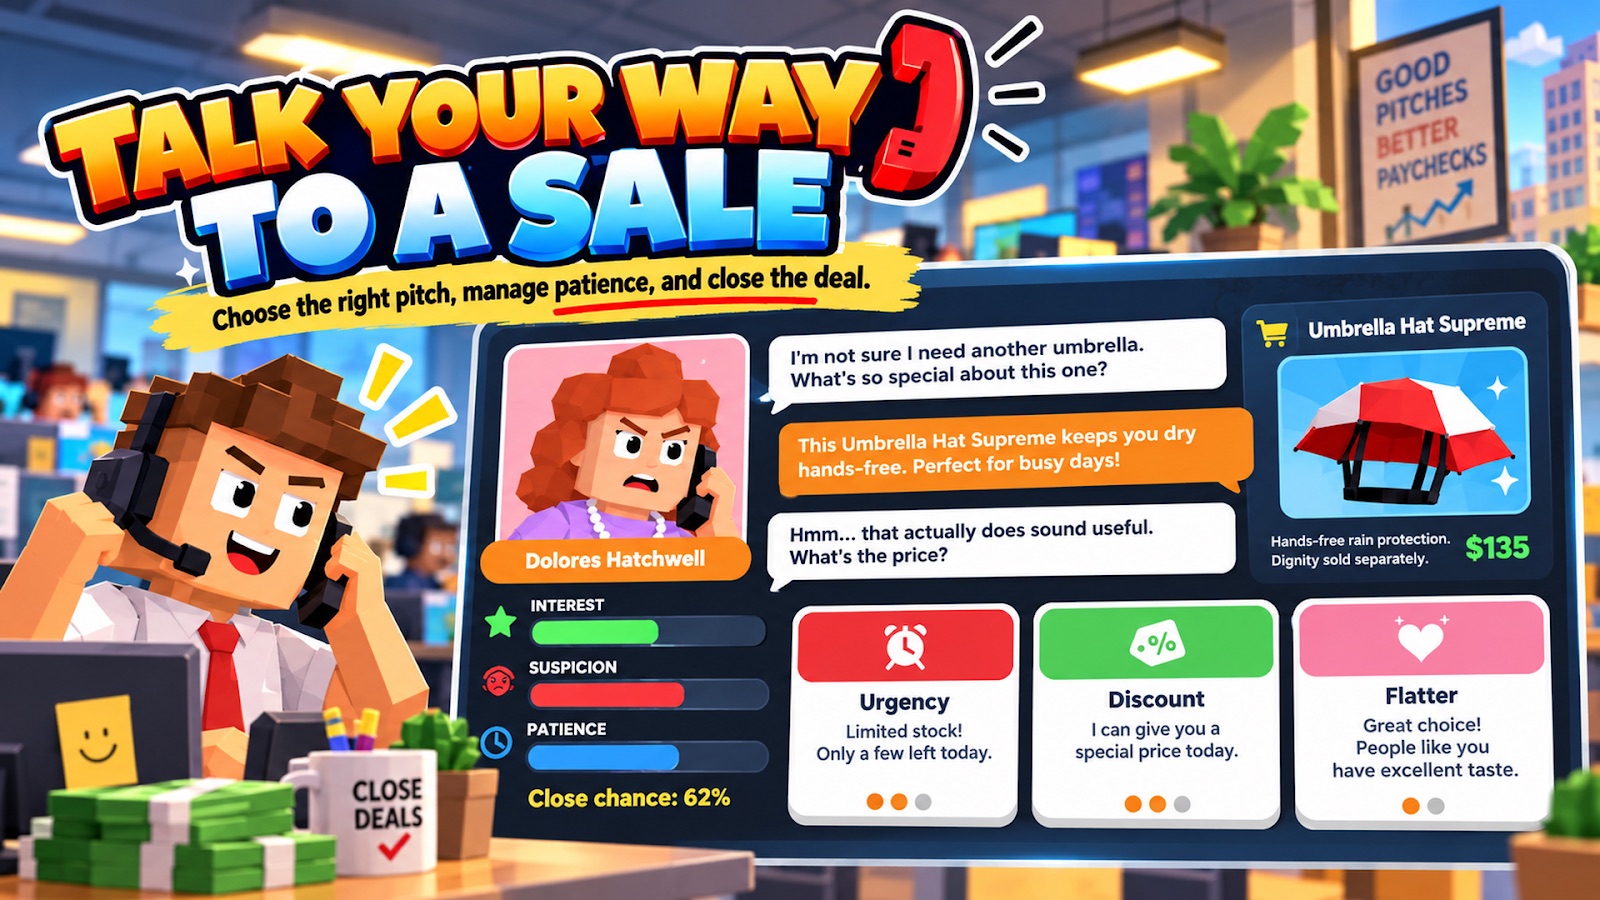 TALK YOUR WAY
TO A SALE
Choose the right pitch, manage patience, and close the deal.
GOOD
PITCHES
BETTER
PAYCHECKS
Umbrella Hat Supreme
I'm not sure I need another umbrella.
What's so special about this one?
This Umbrella Hat Supreme keeps you dry
hands-free. Perfect for busy days!
Hmm... that actually does sound useful.
What's the price?
Hands-free rain protection.
Dignity sold separately.
$135
Dolores Hatchwell
INTEREST
SUSPICION
PATIENCE
Close chance: 62%
Urgency
Limited stock!
Only a few left today.
Discount
I can give you a
special price today.
Flatter
Great choice!
People like you
have excellent taste.
CLOSE
DEALS